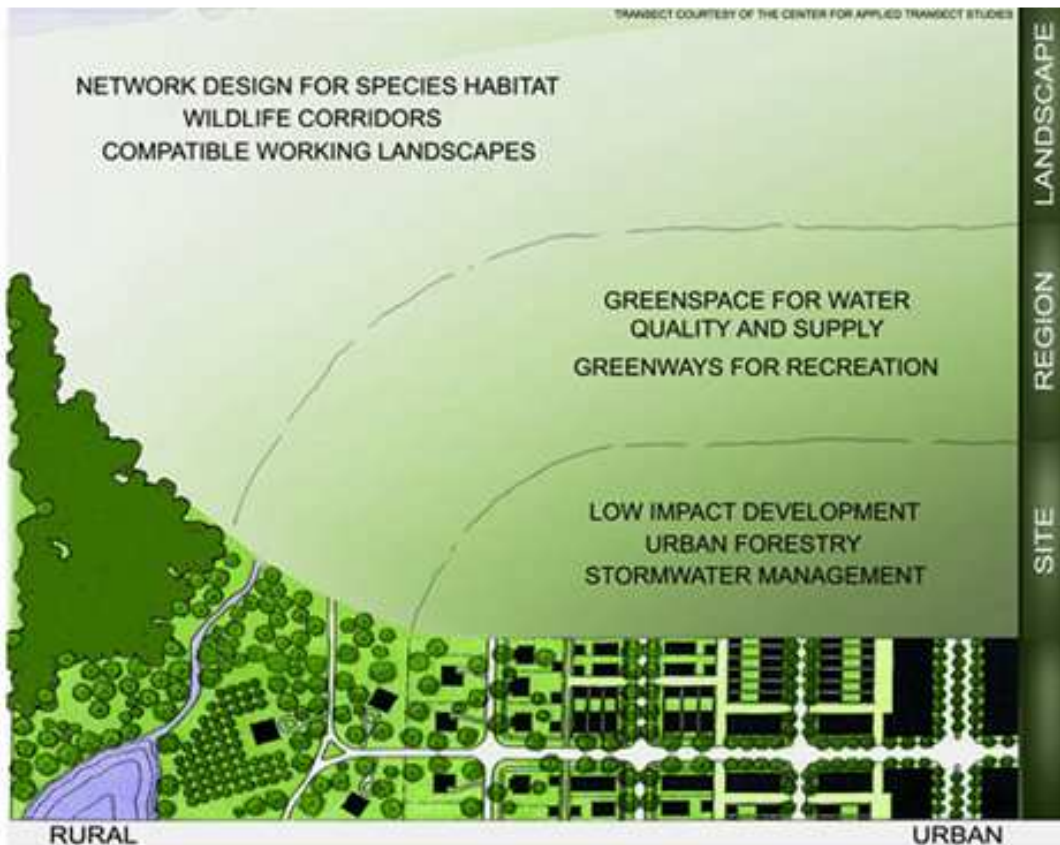 TRANSECT COURTESY OF THE CENTER FOR APPLIED TRANSECT STUDIES
NETWORK DESIGN FOR SPECIES HABITAT
WILDLIFE CORRIDORS
COMPATIBLE WORKING LANDSCAPES
LANDSCAPE
GREENSPACE FOR WATER
QUALITY AND SUPPLY
GREENWAYS FOR RECREATION
REGION
LOW IMPACT DEVELOPMENT
URBAN FORESTRY
STORMWATER MANAGEMENT
SITE
RURAL
URBAN